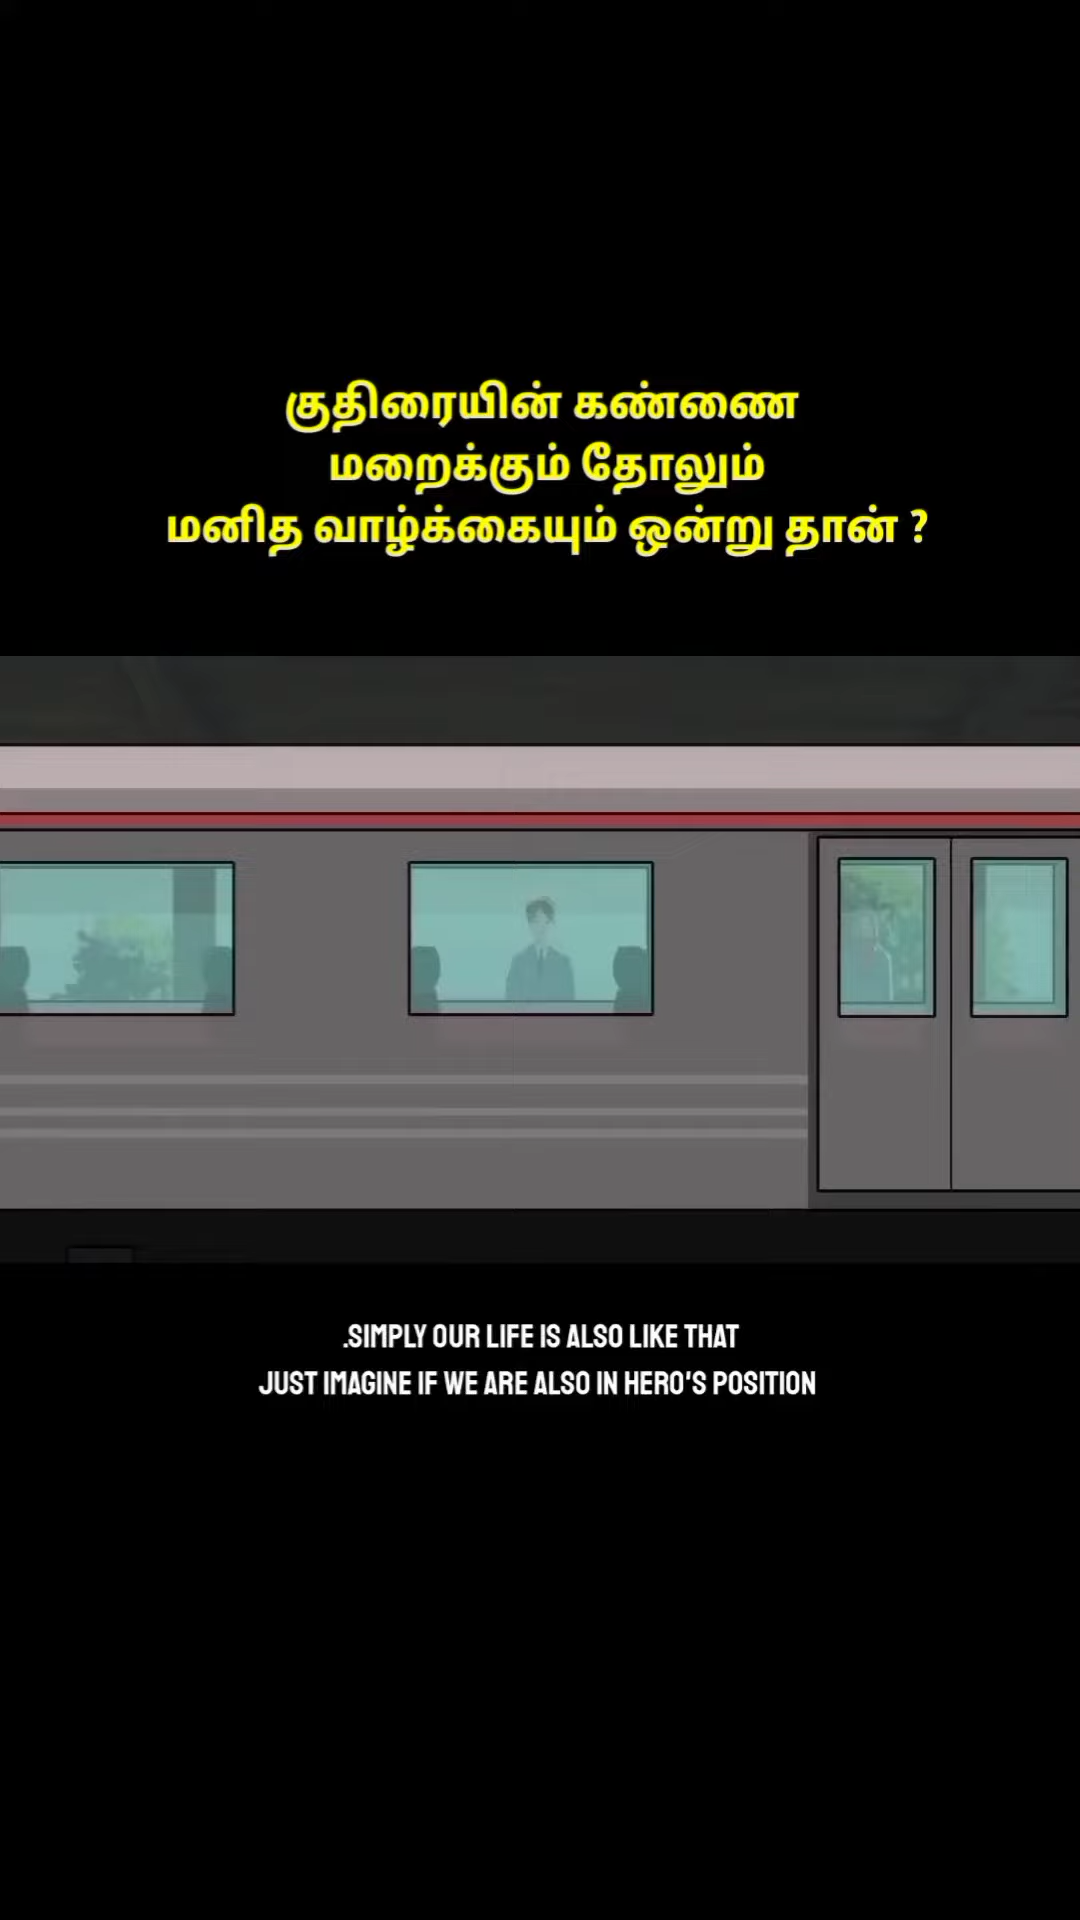 குதிரையின் கண்ணை
மறைக்கும் தோலும்
மனித வாழ்க்கையும் ஒன்று தான் ?
.SIMPLY OUR LIFE IS ALSO LIKE THAT
JUST IMAGINE IF WE ARE ALSO IN HERO'S POSITION